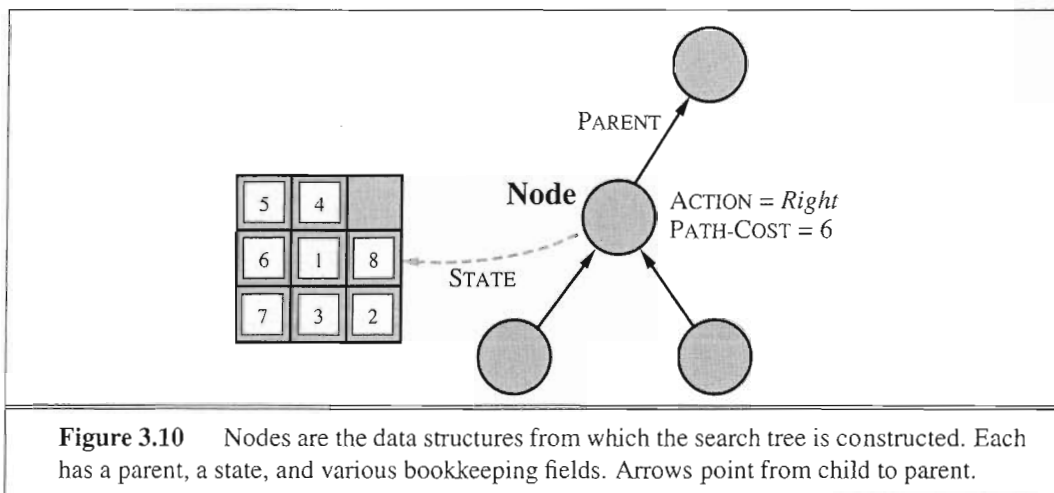 PARENT
Node
ACTION = Right
PATH-COST = 6
STATE
5 4
6 1 8
7 3 2
Figure 3.10 Nodes are the data structures from which the search tree is constructed. Each
has a parent, a state, and various bookkeeping fields. Arrows point from child to parent.